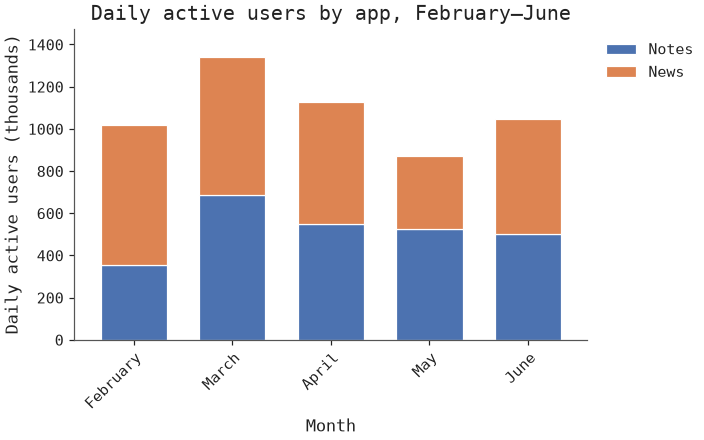 Daily active users by app, February–June
Notes
News
Daily active users (thousands)
1400
1200
1000
800
600
400
200
0
February
March
April
May
June
Month